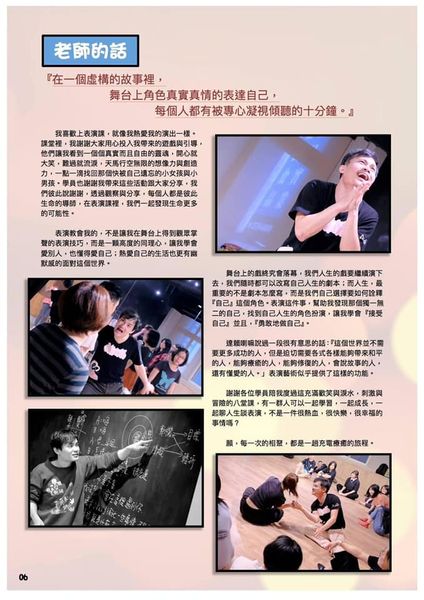 老師的話
『在一個虛構的故事裡，
舞台上角色真實真情的表達自己，
每個人都有被專心凝視傾聽的十分鐘。』
我喜歡上表演課，就像我熱愛我的演出一樣。
課堂裡，我謝謝大家用心投入我帶來的遊戲與引導，
他們讓我看到一個個真實而且自由的靈魂，開心就
大笑，難過就流淚，天馬行空無限的想像力與創造
力，一點一滴找回那個快被自己遺忘的小女孩與小
男孩。學員也謝謝我帶來這些活動跟大家分享，我
們彼此說謝謝，透過觀察與分享，每個人都是彼此
生命的導師，在表演課裡，我們一起發現生命更多
的可能性。
表演教會我的，不是讓我在舞台上得到觀眾掌
聲的表演技巧，而是一顆高度的同理心，讓我學會
愛別人，也懂得愛自己；熱愛自己的生活也更有幽
默感的面對這個世界。
舞台上的戲終究會落幕，我們人生的戲要繼續演下
去，我們隨時都可以改寫自己人生的劇本；而人生，最
重要的不是劇本怎麼寫，而是我們自己選擇要如何詮釋
『自己』這個角色。表演這件事，幫助我發現那個獨一無
二的自己，找到自己人生的角色扮演，讓我學會『接受
自己』並且，『勇敢地做自己』。
達賴喇嘛說過一段很有意思的話：『這個世界並不需
要更多成功的人，但是迫切需要各式各樣能夠帶來和平
的人，能夠療癒的人，能夠修復的人，會說故事的人，
還有懂愛的人。』表演藝術似乎提供了這樣的功能。
謝謝各位學員陪我度過這充滿歡笑與淚水，刺激與
冒險的八堂課，有一群人可以一起學習，一起成長，一
起聊人生談表演，不是一件很熱血，很快樂，很幸福的
事情嗎？
願，每一次的相聚，都是一趟充電療癒的旅程。
06